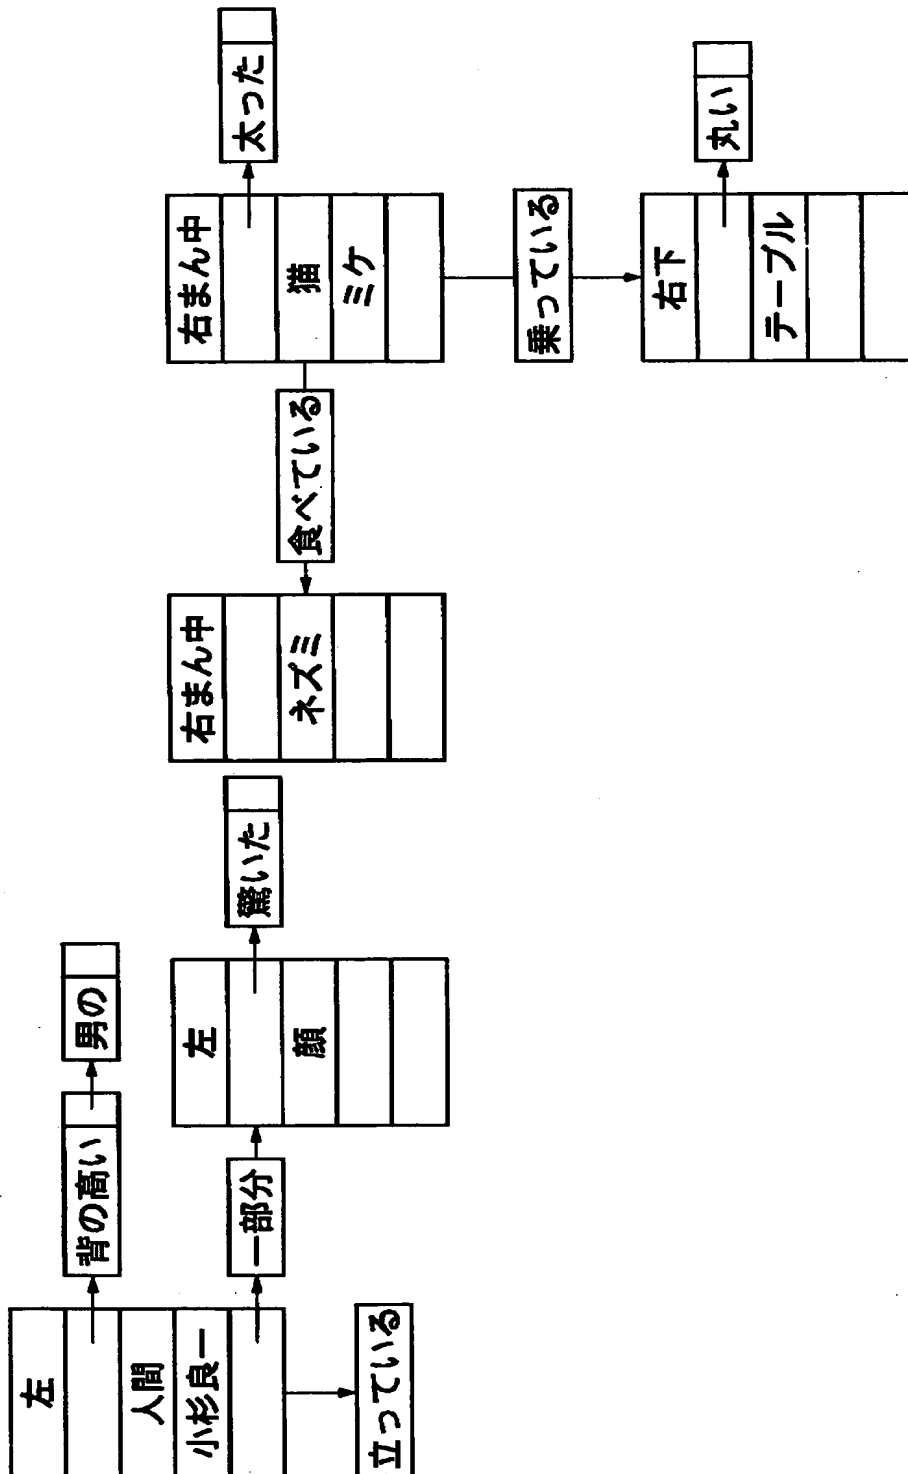 左
人間
小杉良一
立っている
背の高い
男の
一部分
左
顔
驚いた
右まん中
ネズミ
食べている
右まん中
猫
ミケ
太った
乗っている
右下
テーブル
丸い